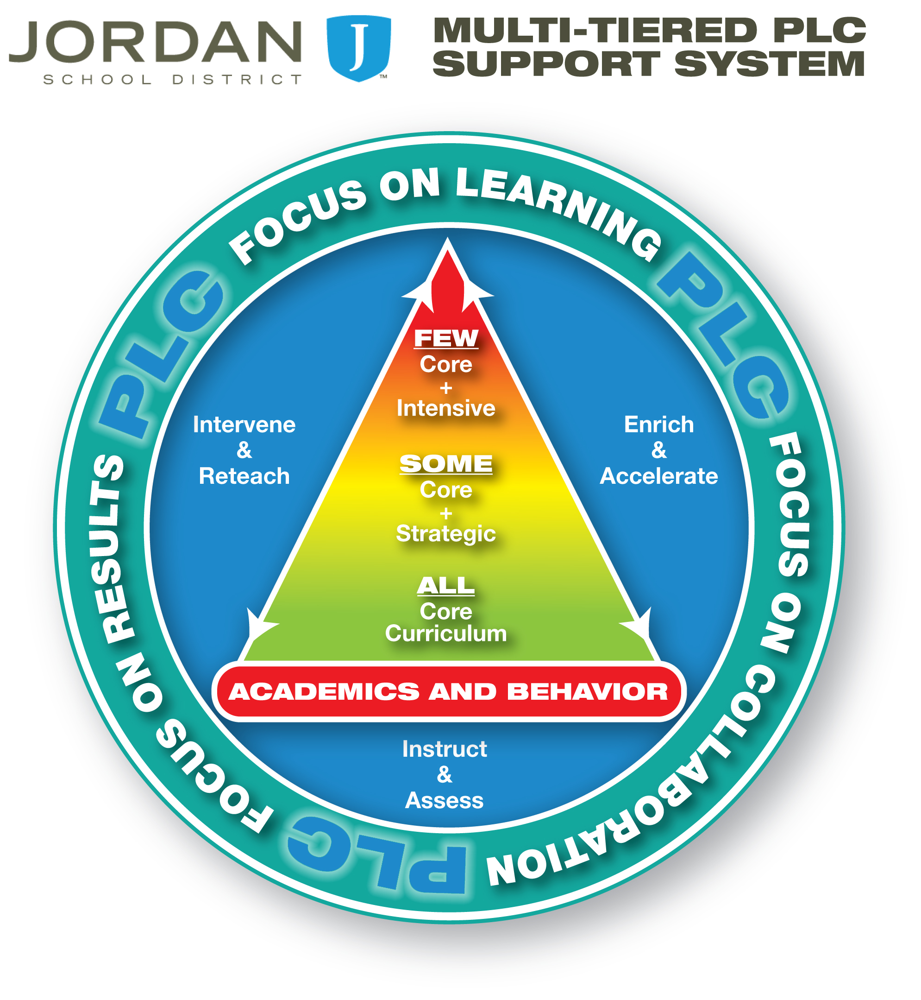 JORDAN
SCHOOL DISTRICT
J
™
MULTI-TIERED PLC
SUPPORT SYSTEM
PLC
FOCUS ON LEARNING
PLC
FOCUS ON COLLABORATION
PLC
FOCUS ON RESULTS
FEW
Core
+
Intensive
Intervene
&
Reteach
Enrich
&
Accelerate
SOME
Core
+
Strategic
ALL
Core
Curriculum
ACADEMICS AND BEHAVIOR
Instruct
&
Assess